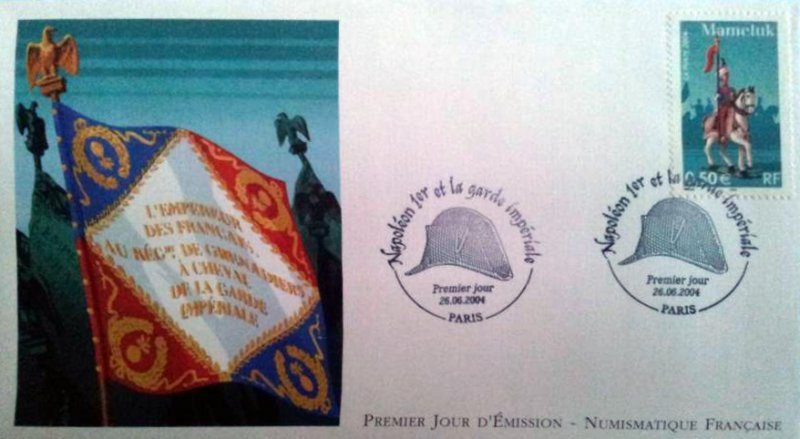 L'EMPEREUR
DES FRANÇAIS
AU RÉGT. DE GRENADIERS
À CHEVAL
DE LA GARDE
IMPÉRIALE
Mameluk
0,50 €
RF
Napoléon 1er et la garde impériale
Premier jour
26.06.2004
PARIS
Napoléon 1er et la garde impériale
Premier jour
26.06.2004
PARIS
PREMIER JOUR D'ÉMISSION - NUMISMATIQUE FRANÇAISE